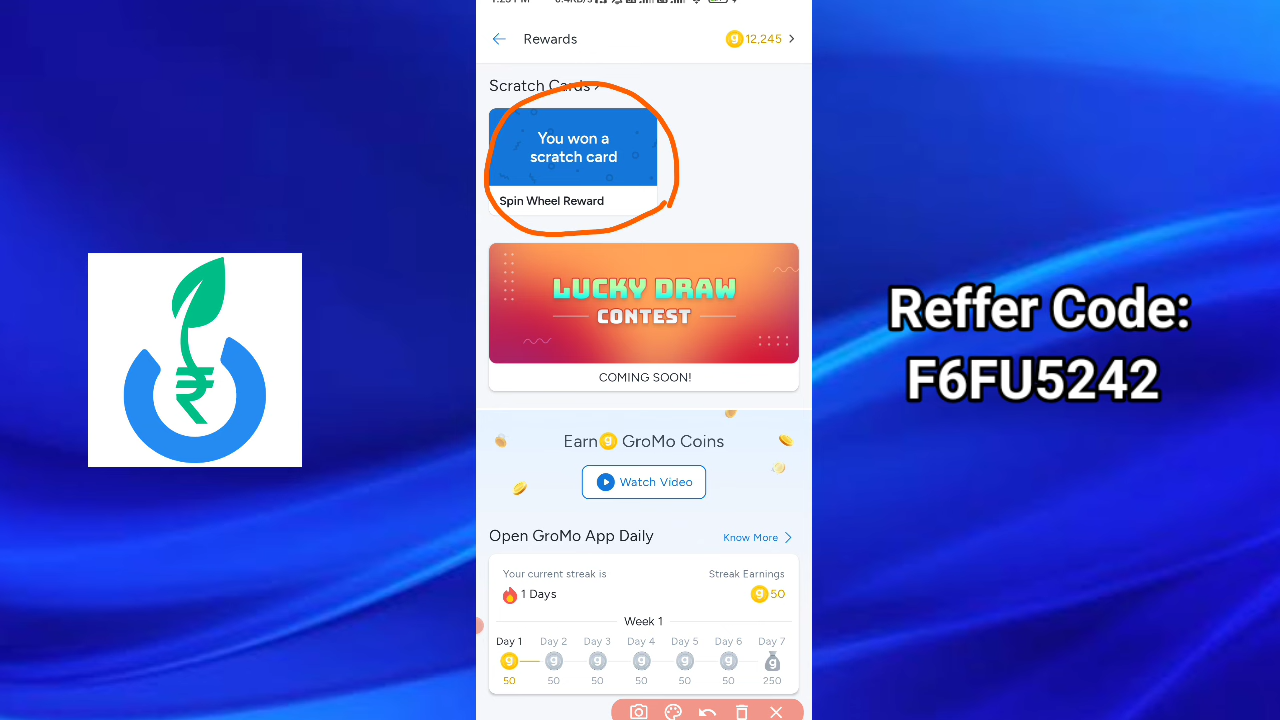 Rewards
12,245
Scratch Cards
You won a
scratch card
Spin Wheel Reward
LUCKY DRAW
CONTEST
COMING SOON!
Earn g GroMo Coins
Watch Video
Open GroMo App Daily
Know More
Your current streak is
Streak Earnings
1 Days
g 50
Week 1
Day 1 Day 2 Day 3 Day 4 Day 5 Day 6 Day 7
g g g g g g g
50 50 50 50 50 50 250
₹
Reffer Code:
F6FU5242